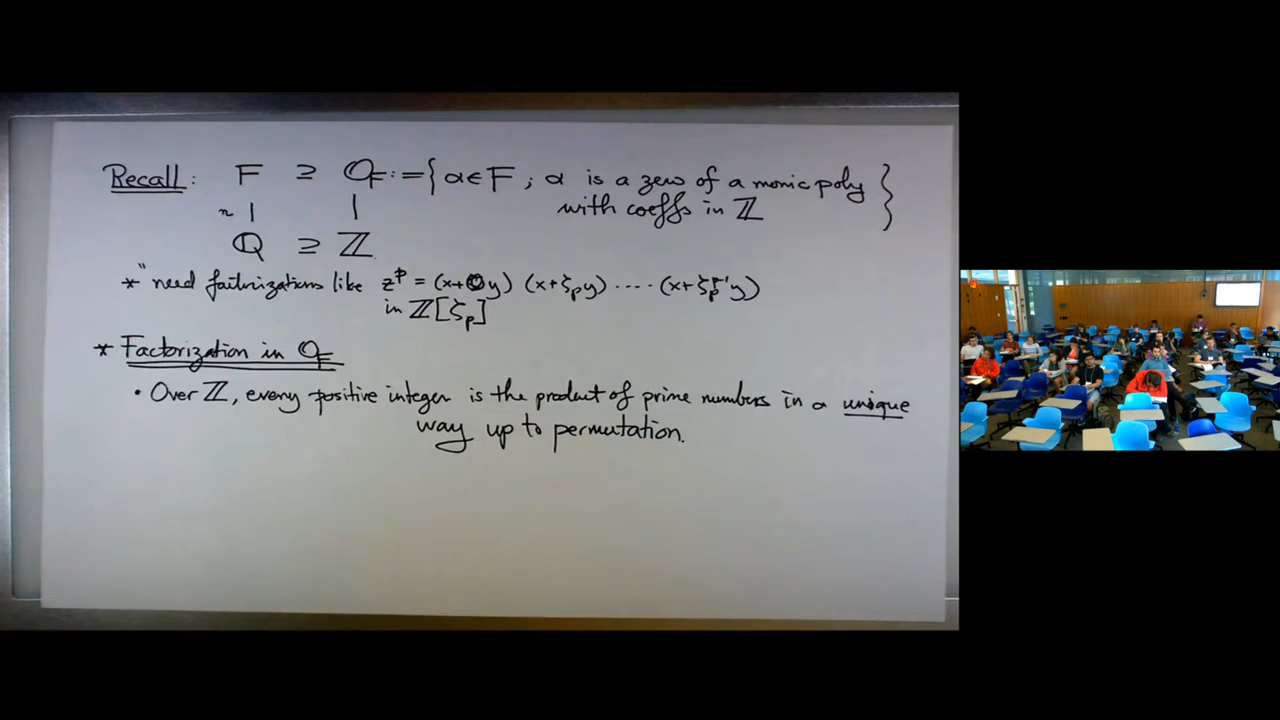 Recall: F ≥ O_F := { α ∈ F ; α is a zero of a monic poly
n | | with coeffs in ℤ }
ℚ ≥ ℤ
* "need factorizations like z^p = (x+y) (x+ζ_p y) .... (x+ζ_p^{p-1} y)
in ℤ[ζ_p]
* Factorization in O_F
• Over ℤ, every positive integer is the product of prime numbers in a unique
way up to permutation.